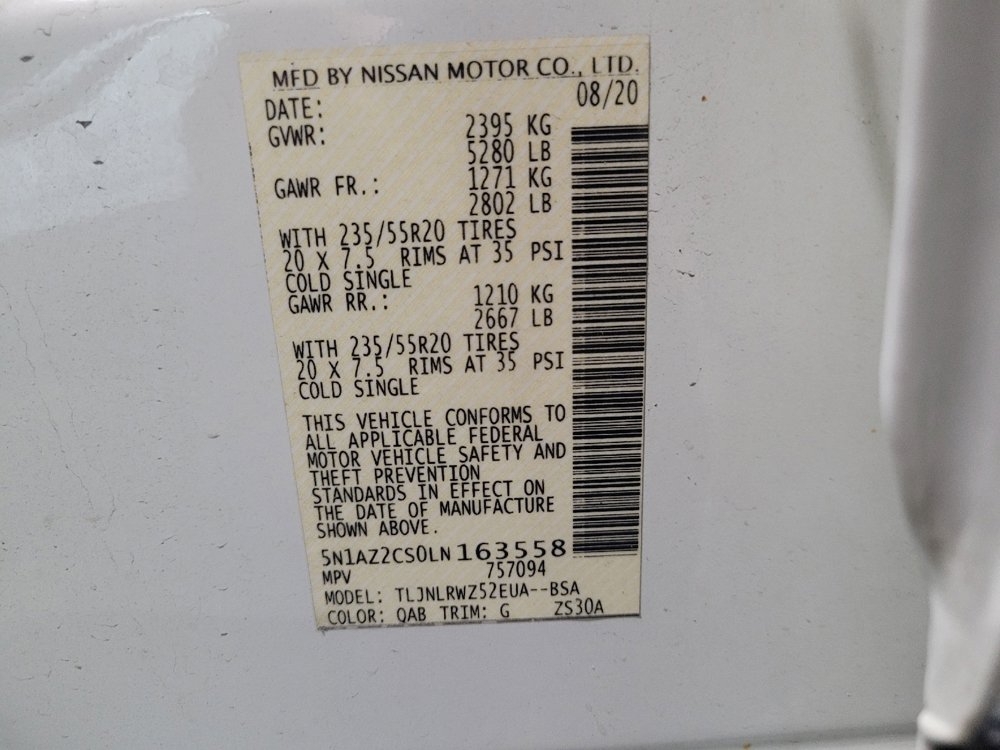 MFD BY NISSAN MOTOR CO., LTD.
DATE: 08/20
GVWR: 2395 KG
5280 LB
GAWR FR.: 1271 KG
2802 LB
WITH 235/55R20 TIRES
20 X 7.5 RIMS AT 35 PSI
COLD SINGLE
GAWR RR.: 1210 KG
2667 LB
WITH 235/55R20 TIRES
20 X 7.5 RIMS AT 35 PSI
COLD SINGLE
THIS VEHICLE CONFORMS TO
ALL APPLICABLE FEDERAL
MOTOR VEHICLE SAFETY AND
THEFT PREVENTION
STANDARDS IN EFFECT ON
THE DATE OF MANUFACTURE
SHOWN ABOVE.
5N1AZ2CS0LN163558
MPV 757094
MODEL: TLJNLRWZ52EUA--BSA
COLOR: QAB TRIM: G ZS30A